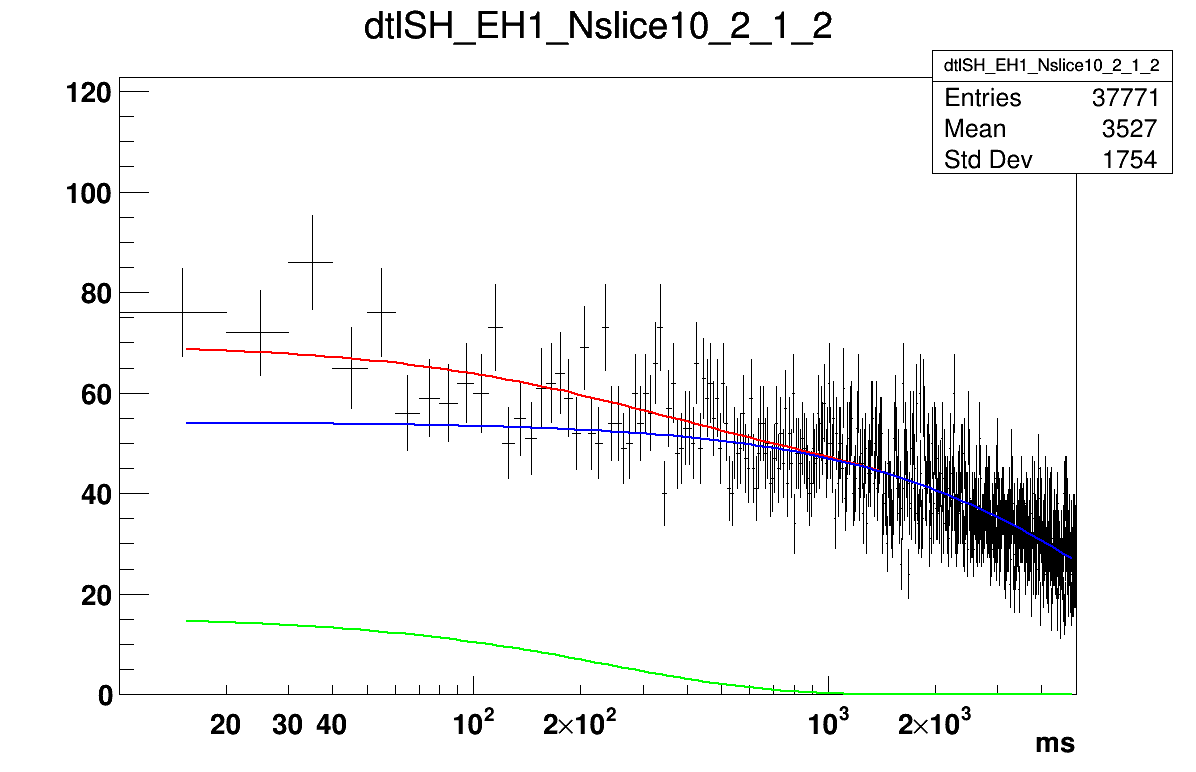 dtlSH_EH1_Nslice10_2_1_2
dtlSH_EH1_Nslice10_2_1_2
Entries 37771
Mean 3527
Std Dev 1754
120
100
80
60
40
20
0
20 30 40 10² 2×10² 10³ 2×10³
ms